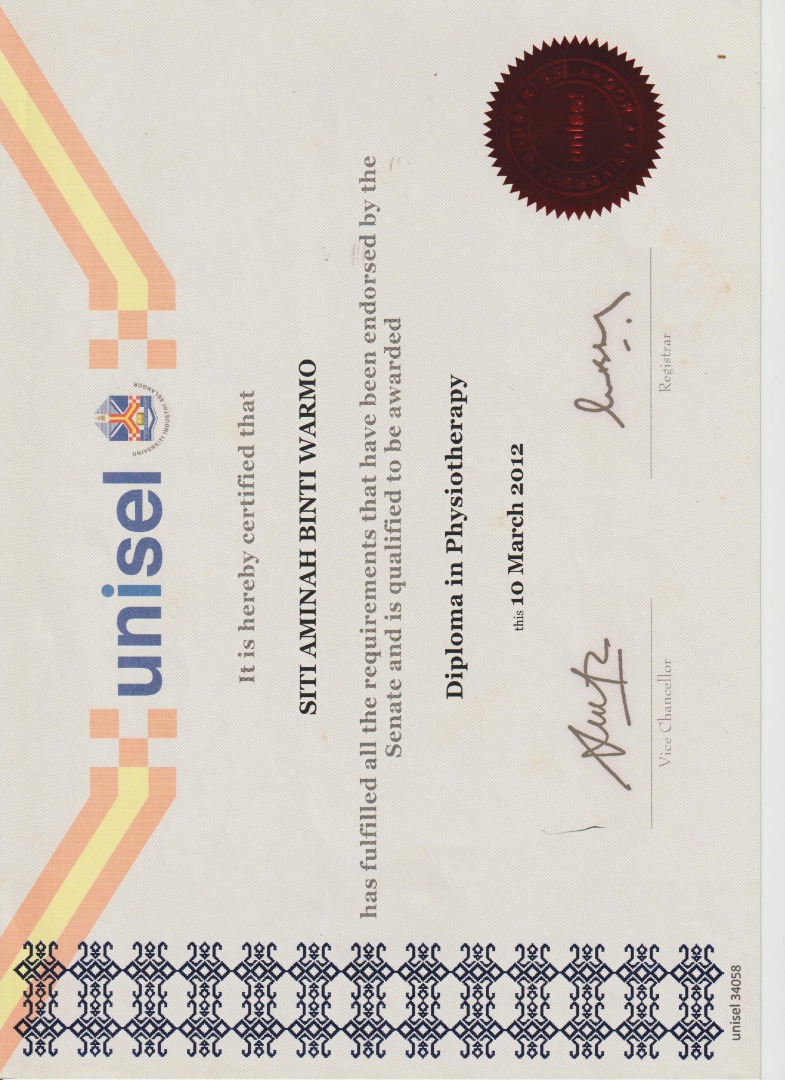 unisel
UNIVERSITI INDUSTRI SELANGOR
It is hereby certified that
SITI AMINAH BINTI WARMO
has fulfilled all the requirements that have been endorsed by the
Senate and is qualified to be awarded
Diploma in Physiotherapy
this 10 March 2012
Vice Chancellor
Registrar
unisel
unisel 34058